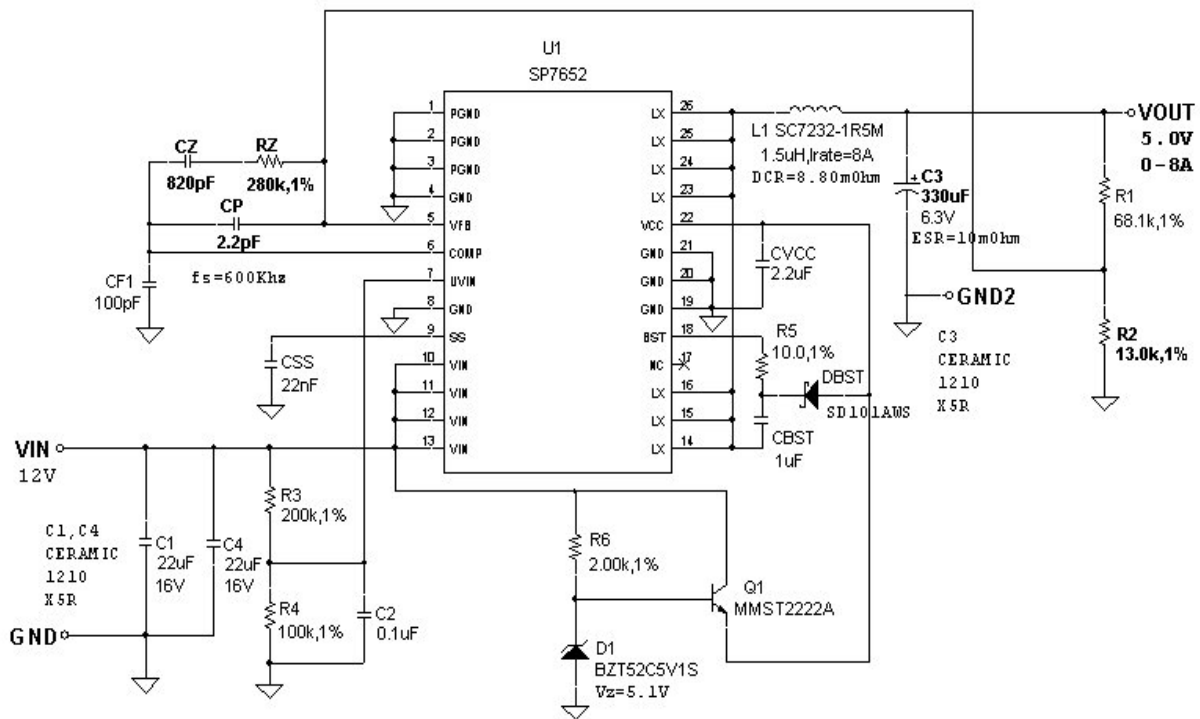 U1
SP7652
1 PGND
2 PGND
3 PGND
4 GND
5 VFB
6 COMP
7 UVIN
8 GND
9 SS
10 VIN
11 VIN
12 VIN
13 VIN
LX 26
LX 25
LX 24
LX 23
VCC 22
GND 21
GND 20
GND 19
BST 18
NC 17
LX 16
LX 15
LX 14
CZ
820pF
RZ
280k,1%
CP
2.2pF
CF1
100pF
fs=600Khz
CSS
22nF
L1 SC7232-1R5M
1.5uH,Irate=8A
DCR=8.80mOhm
VOUT
5.0V
0-8A
C3
330uF
6.3V
ESR=10mOhm
R1
68.1k,1%
GND2
CVCC
2.2uF
R2
13.0k,1%
C3
CERAMIC
1210
X5R
R5
10.0,1%
DBST
SD101AWS
CBST
1uF
VIN
12V
C1,C4
CERAMIC
1210
X5R
C1
22uF
16V
C4
22uF
16V
R3
200k,1%
R4
100k,1%
C2
0.1uF
GND
R6
2.00k,1%
Q1
MMST2222A
D1
BZT52C5V1S
Vz=5.1V